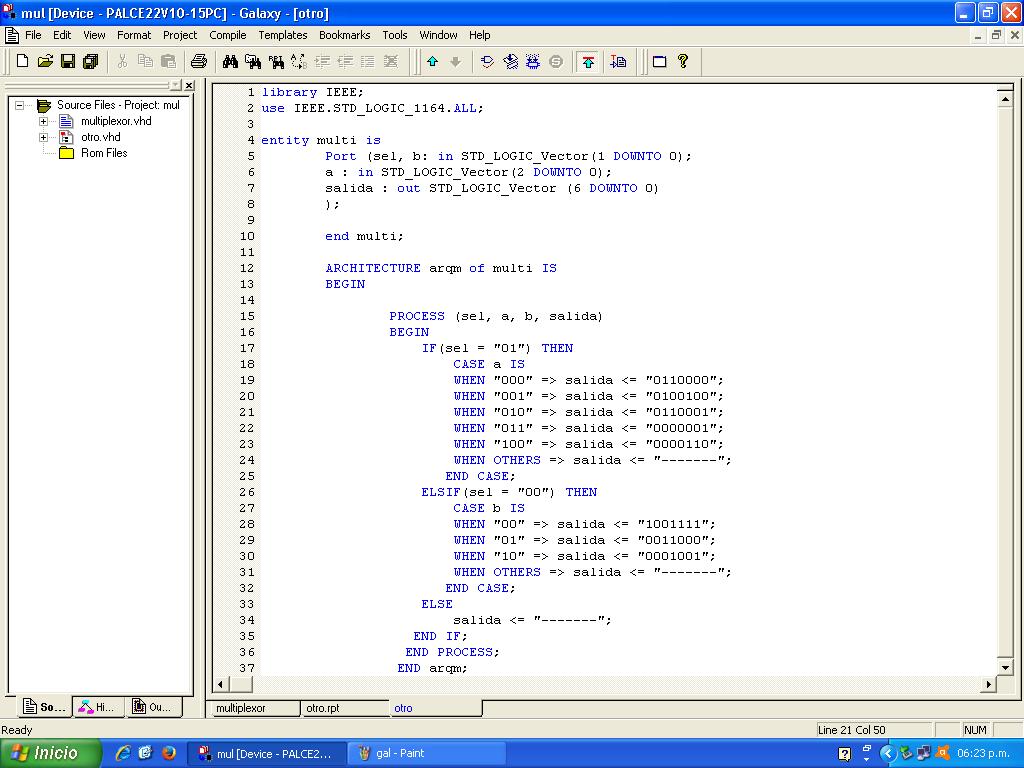 mul [Device - PALCE22V10-15PC] - Galaxy - [otro]
File Edit View Format Project Compile Templates Bookmarks Tools Window Help
Source Files - Project: mul
multiplexor.vhd
otro.vhd
Rom Files
1 library IEEE;
2 use IEEE.STD_LOGIC_1164.ALL;
3
4 entity multi is
5 Port (sel, b: in STD_LOGIC_Vector(1 DOWNTO 0);
6 a : in STD_LOGIC_Vector(2 DOWNTO 0);
7 salida : out STD_LOGIC_Vector (6 DOWNTO 0)
8 );
9
10 end multi;
11
12 ARCHITECTURE arqm of multi IS
13 BEGIN
14
15 PROCESS (sel, a, b, salida)
16 BEGIN
17 IF(sel = "01") THEN
18 CASE a IS
19 WHEN "000" => salida <= "0110000";
20 WHEN "001" => salida <= "0100100";
21 WHEN "010" => salida <= "0110001";
22 WHEN "011" => salida <= "0000001";
23 WHEN "100" => salida <= "0000110";
24 WHEN OTHERS => salida <= "-------";
25 END CASE;
26 ELSIF(sel = "00") THEN
27 CASE b IS
28 WHEN "00" => salida <= "1001111";
29 WHEN "01" => salida <= "0011000";
30 WHEN "10" => salida <= "0001001";
31 WHEN OTHERS => salida <= "-------";
32 END CASE;
33 ELSE
34 salida <= "-------";
35 END IF;
36 END PROCESS;
37 END arqm;
So... Hi... Ou...
multiplexor otro.rpt otro
Ready Line 21 Col 50 NUM
Inicio mul [Device - PALCE2... gal - Paint 06:23 p.m.